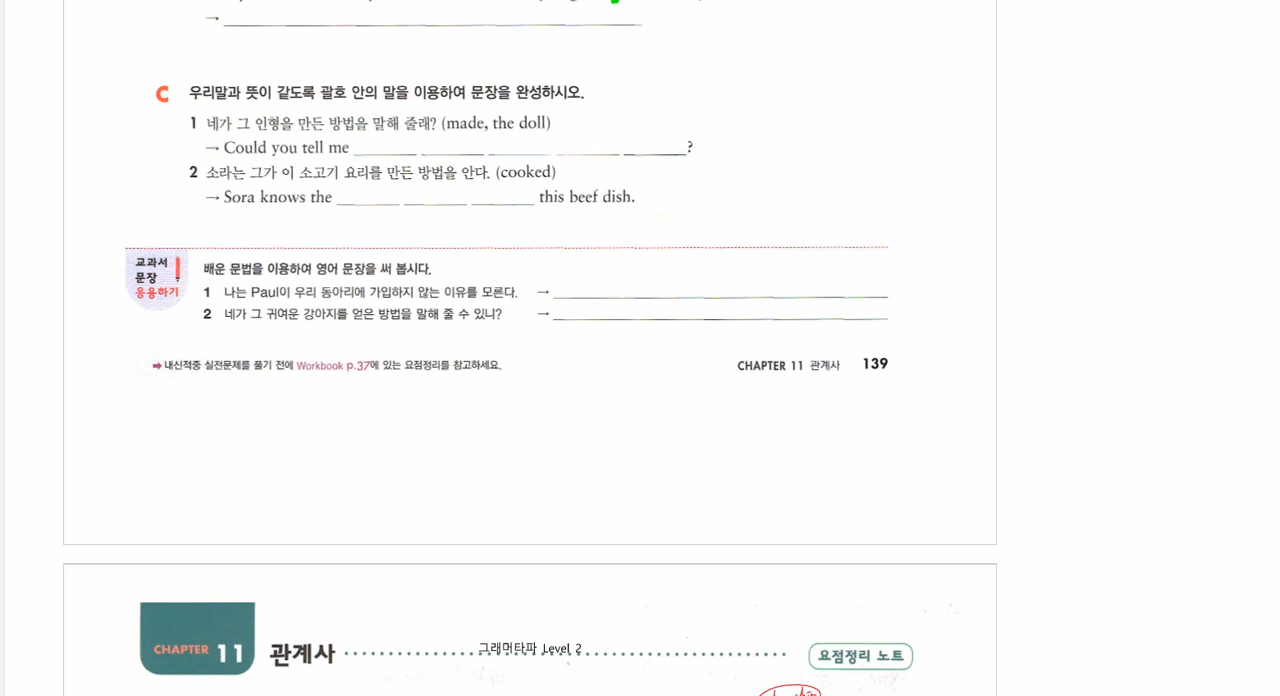 →
C 우리말과 뜻이 같도록 괄호 안의 말을 이용하여 문장을 완성하시오.
1 네가 그 인형을 만든 방법을 말해 줄래? (made, the doll)
→ Could you tell me ?
2 소라는 그가 이 소고기 요리를 만든 방법을 안다. (cooked)
→ Sora knows the this beef dish.
교과서
문장
응용하기
배운 문법을 이용하여 영어 문장을 써 봅시다.
1 나는 Paul이 우리 동아리에 가입하지 않는 이유를 모른다. →
2 네가 그 귀여운 강아지를 얻은 방법을 말해 줄 수 있니? →
➡ 내신적중 실전문제를 풀기 전에 Workbook p.37에 있는 요점정리를 참고하세요.
CHAPTER 11 관계사 139
CHAPTER 11 관계사 그래머타파 Level 2 요점정리 노트